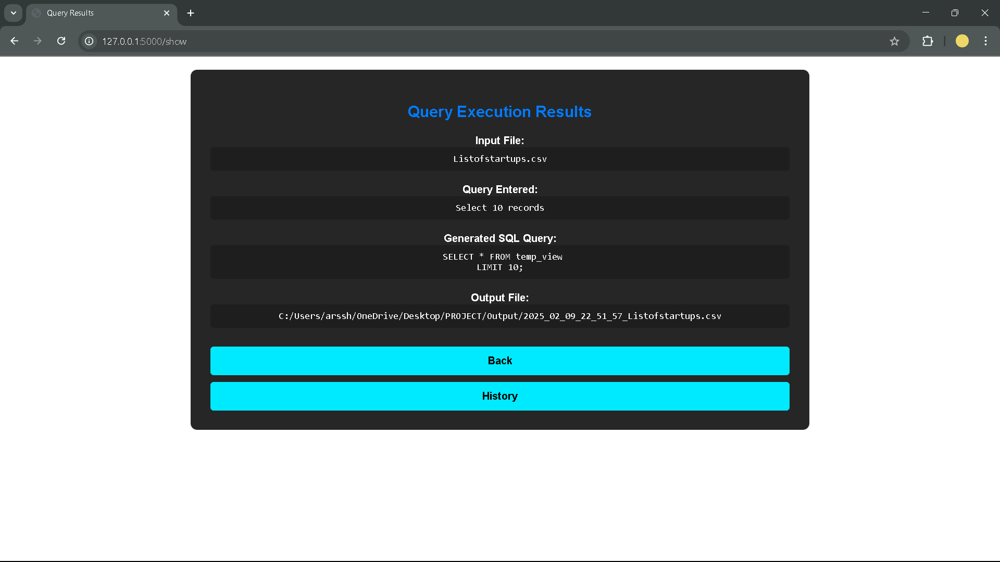 Query Results
127.0.0.1:5000/show
Query Execution Results
Input File:
Listofstartups.csv
Query Entered:
Select 10 records
Generated SQL Query:
SELECT * FROM temp_view
LIMIT 10;
Output File:
C:/Users/arssh/OneDrive/Desktop/PROJECT/Output/2025_02_09_22_51_57_Listofstartups.csv
Back
History